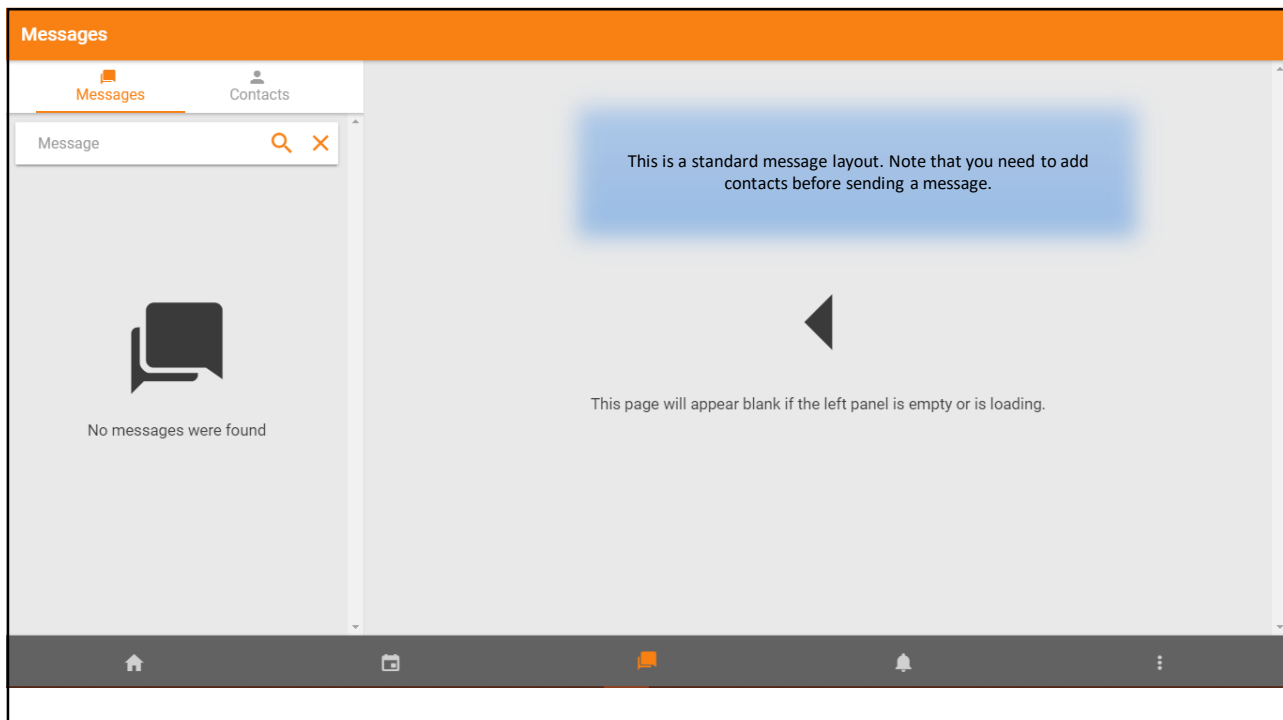 Messages
Messages
Contacts
Message
This is a standard message layout. Note that you need to add
contacts before sending a message.
No messages were found
This page will appear blank if the left panel is empty or is loading.